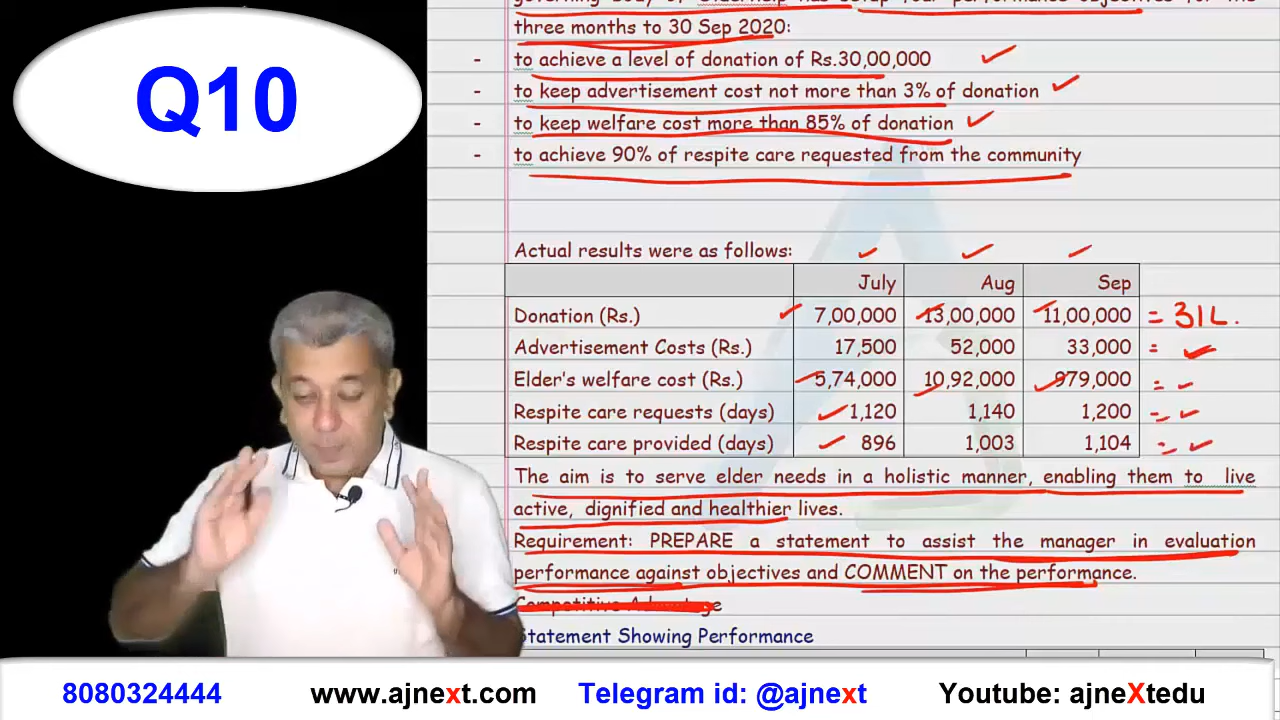 Q10
three months to 30 Sep 2020:
- to achieve a level of donation of Rs.30,00,000
- to keep advertisement cost not more than 3% of donation
- to keep welfare cost more than 85% of donation
- to achieve 90% of respite care requested from the community
Actual results were as follows:
July Aug Sep
Donation (Rs.) 7,00,000 13,00,000 11,00,000 = 31L.
Advertisement Costs (Rs.) 17,500 52,000 33,000 =
Elder's welfare cost (Rs.) 5,74,000 10,92,000 979,000 =
Respite care requests (days) 1,120 1,140 1,200 =
Respite care provided (days) 896 1,003 1,104 =
The aim is to serve elder needs in a holistic manner, enabling them to live
active, dignified and healthier lives.
Requirement: PREPARE a statement to assist the manager in evaluation
performance against objectives and COMMENT on the performance.
Competitive Advantage
Statement Showing Performance
8080324444 www.ajnext.com Telegram id: @ajnext Youtube: ajneXtedu